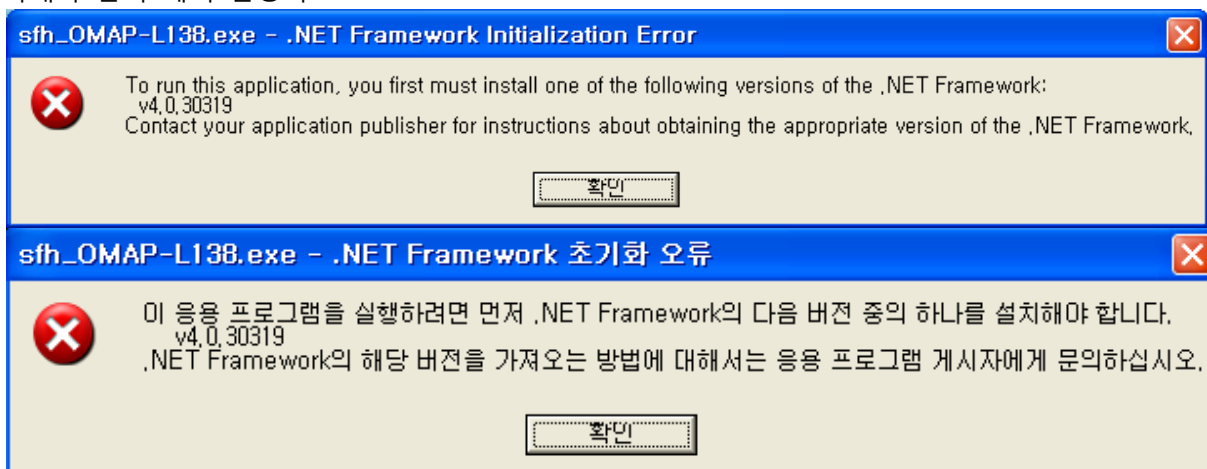 sfh_OMAP-L138.exe - .NET Framework Initialization Error
To run this application, you first must install one of the following versions of the .NET Framework:
v4.0.30319
Contact your application publisher for instructions about obtaining the appropriate version of the .NET Framework.
확인
sfh_OMAP-L138.exe - .NET Framework 초기화 오류
이 응용 프로그램을 실행하려면 먼저 .NET Framework의 다음 버전 중의 하나를 설치해야 합니다.
v4.0.30319
.NET Framework의 해당 버전을 가져오는 방법에 대해서는 응용 프로그램 게시자에게 문의하십시오.
확인